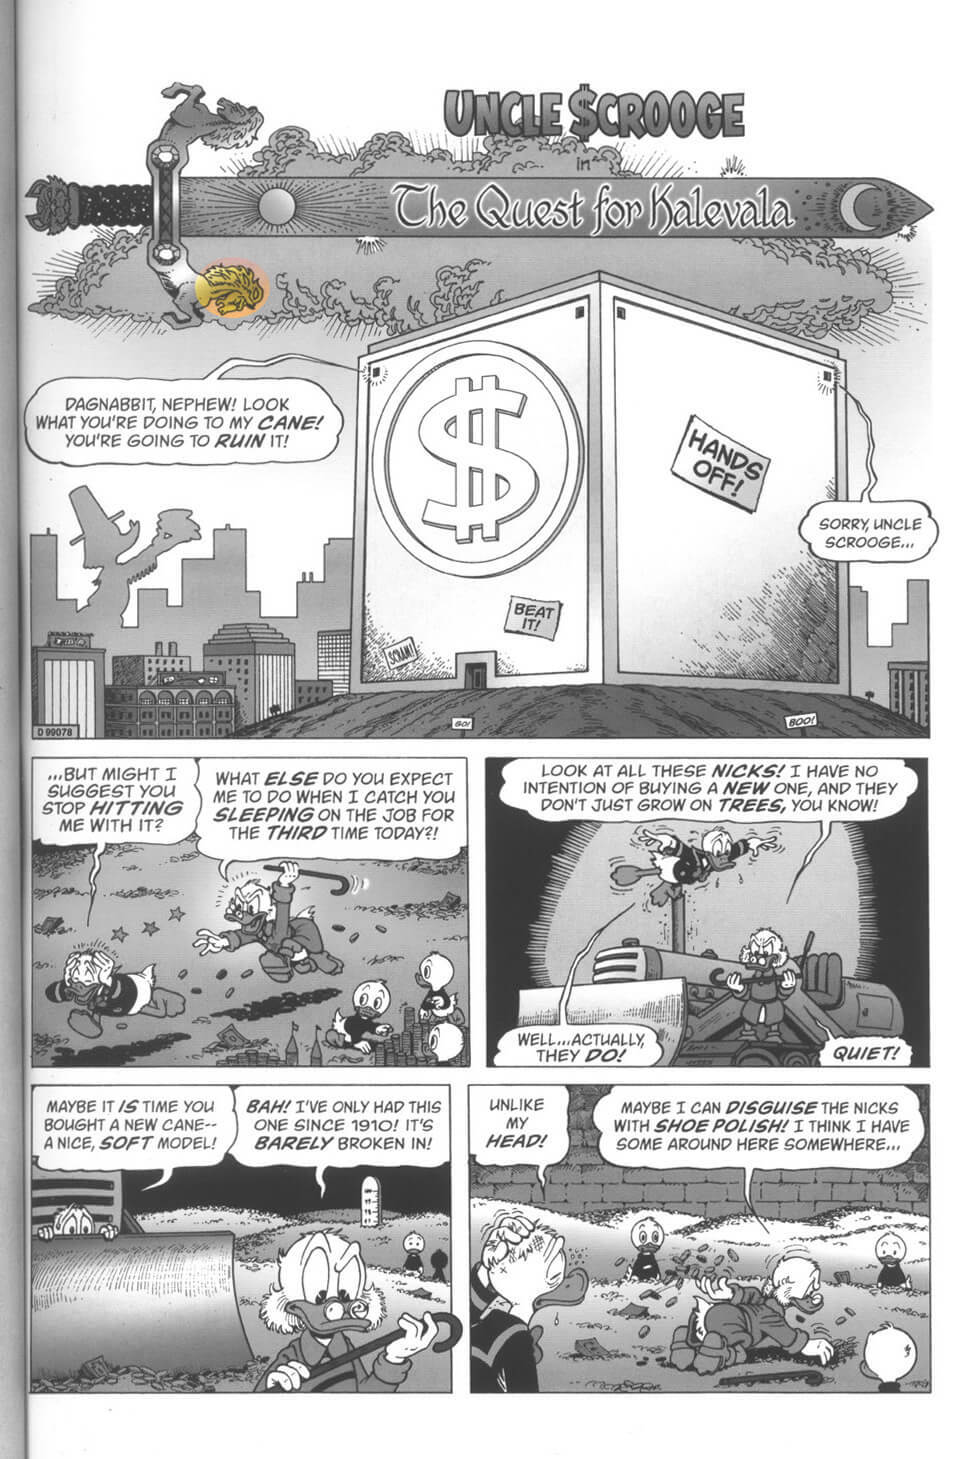 UNCLE $CROOGE
in
The Quest for Kalevala
DAGNABBIT, NEPHEW! LOOK
WHAT YOU'RE DOING TO MY CANE!
YOU'RE GOING TO RUIN IT!
$
HANDS
OFF!
SORRY, UNCLE
SCROOGE...
BEAT
IT!
SCRAM!
GO!
BOO!
D 99078
...BUT MIGHT I
SUGGEST YOU
STOP HITTING
ME WITH IT?
WHAT ELSE DO YOU EXPECT
ME TO DO WHEN I CATCH YOU
SLEEPING ON THE JOB FOR
THE THIRD TIME TODAY?!
LOOK AT ALL THESE NICKS! I HAVE NO
INTENTION OF BUYING A NEW ONE, AND THEY
DON'T JUST GROW ON TREES, YOU KNOW!
WELL...ACTUALLY,
THEY DO!
QUIET!
MAYBE IT IS TIME YOU
BOUGHT A NEW CANE--
A NICE, SOFT MODEL!
BAH! I'VE ONLY HAD THIS
ONE SINCE 1910! IT'S
BARELY BROKEN IN!
UNLIKE
MY
HEAD!
MAYBE I CAN DISGUISE THE NICKS
WITH SHOE POLISH! I THINK I HAVE
SOME AROUND HERE SOMEWHERE...